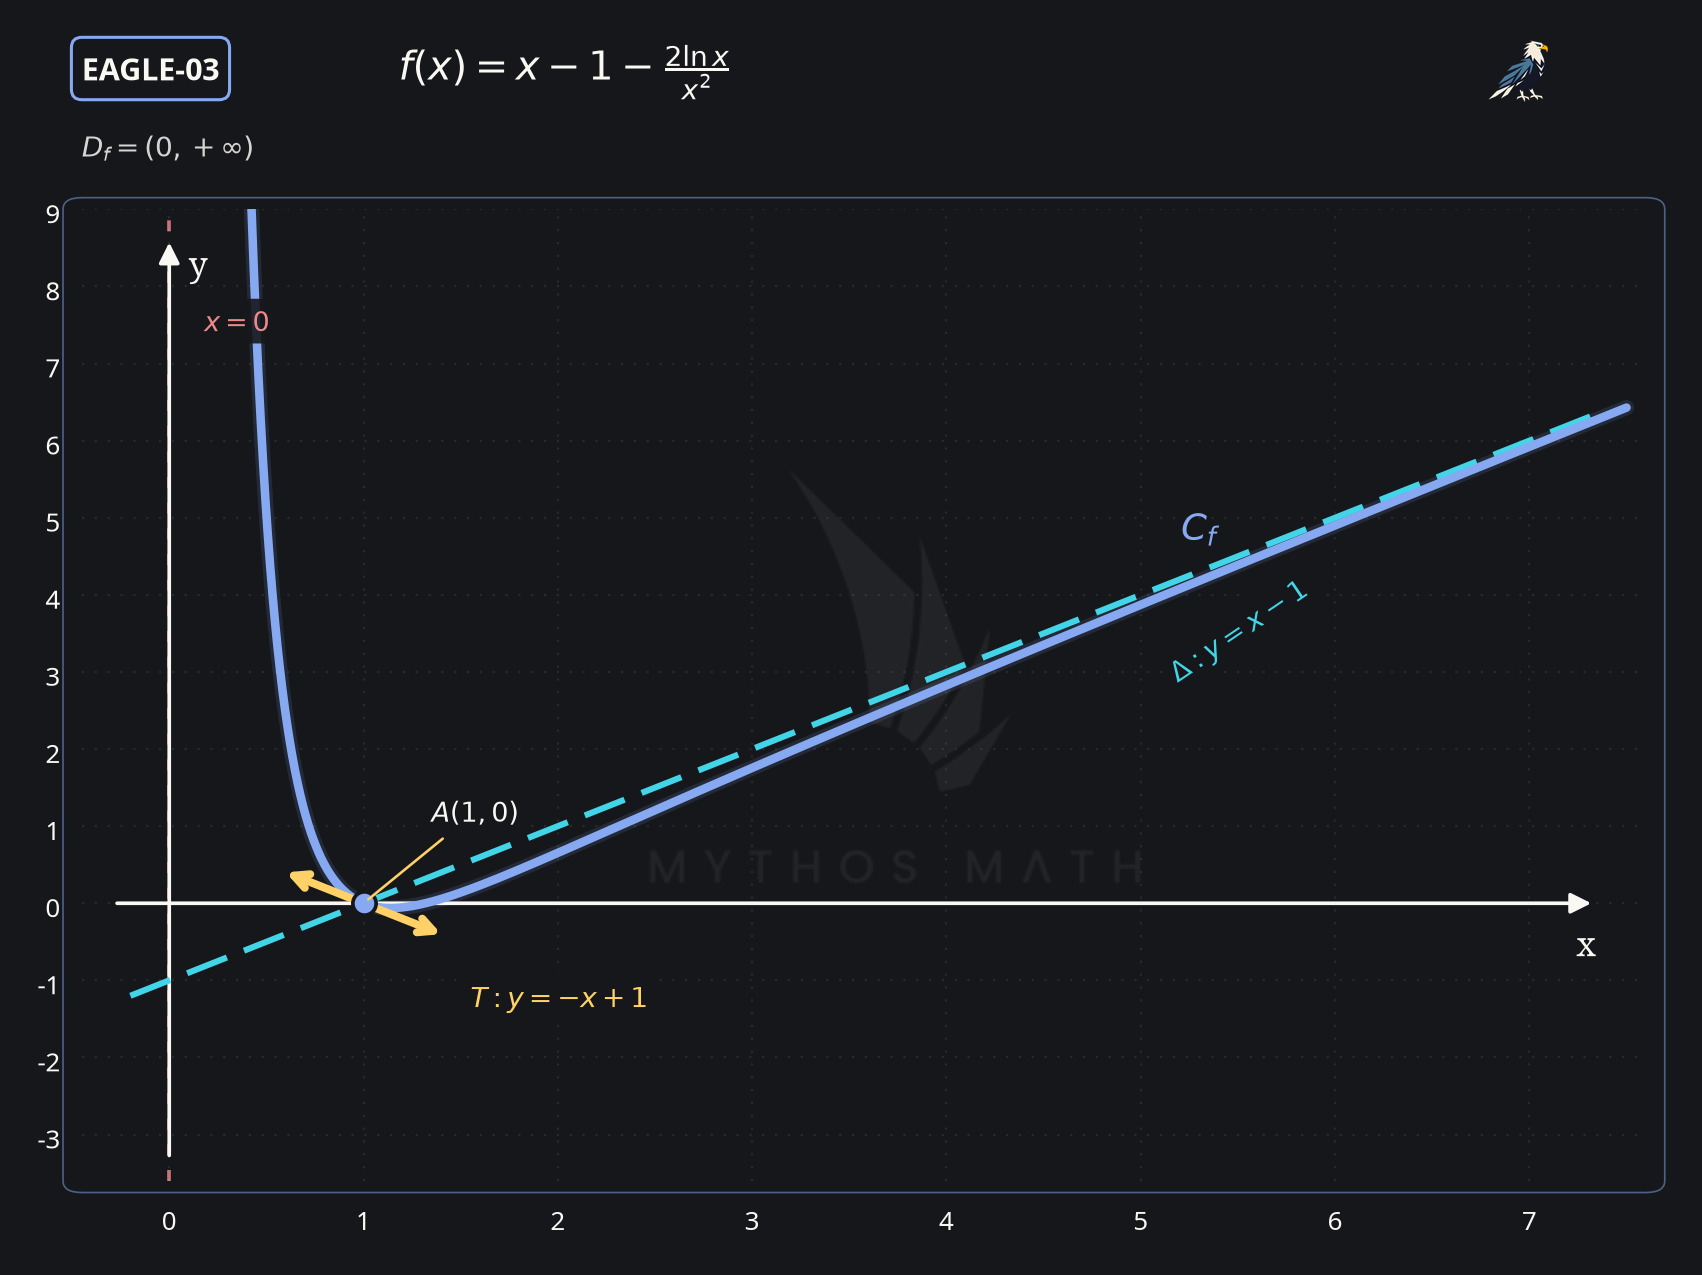 EAGLE-03
f(x) = x − 1 − 2ln x / x²
D_f = (0, +∞)
9
y
8
x = 0
7
6
C_f
5
4
Δ : y = x − 1
3
2
A(1, 0)
1
MYTHOS MΛTH
0
x
-1
T : y = −x + 1
-2
-3
0 1 2 3 4 5 6 7